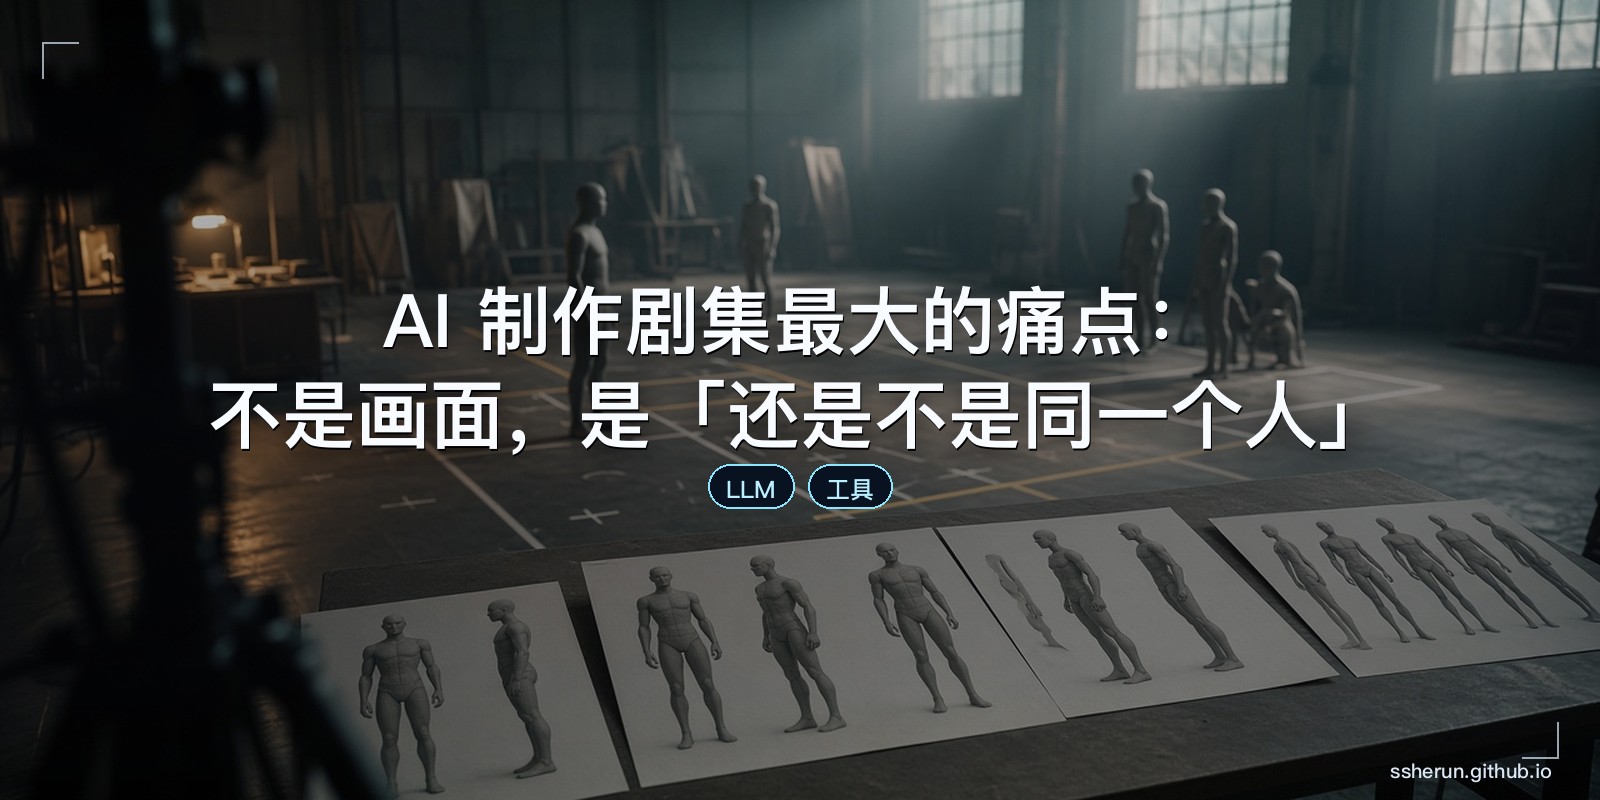 AI 制作剧集最大的痛点：
不是画面，是「还是不是同一个人」
LLM 工具
ssherun.github.io